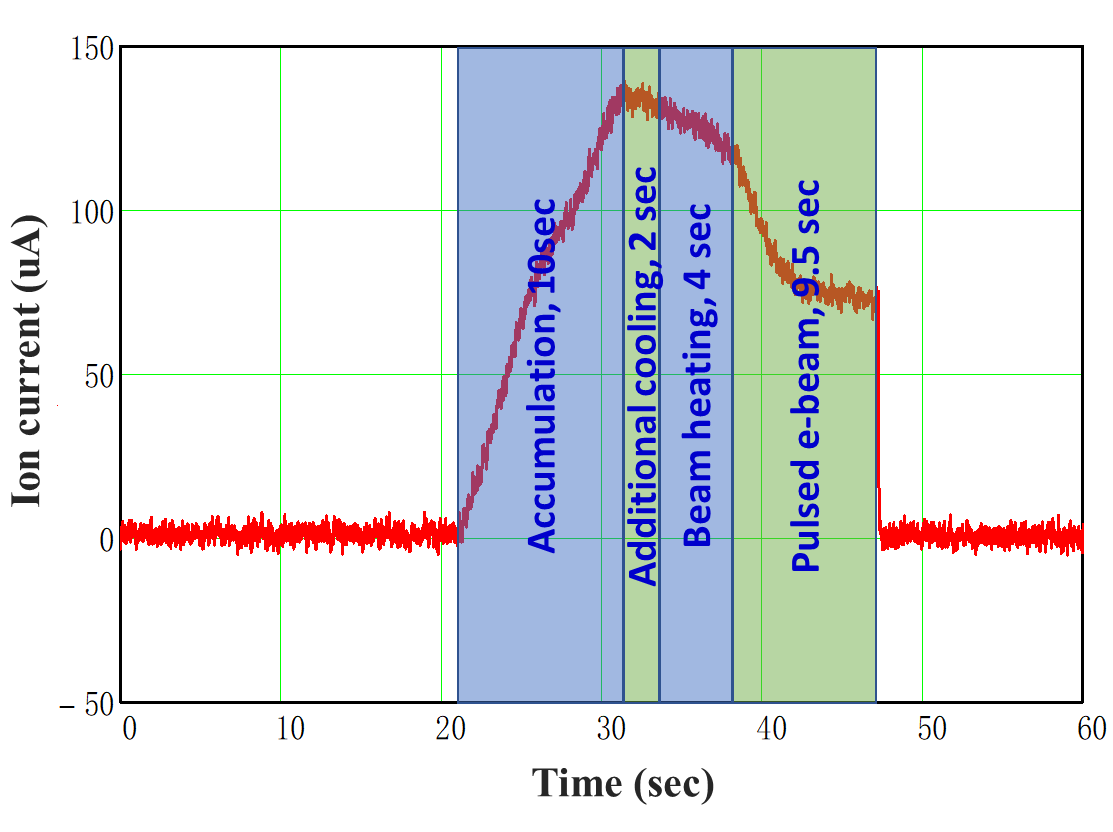 150
100
50
0
－50
Ion current (uA)
Accumulation, 10sec
Additional cooling, 2 sec
Beam heating, 4 sec
Pulsed e-beam, 9.5 sec
0 10 20 30 40 50 60
Time (sec)